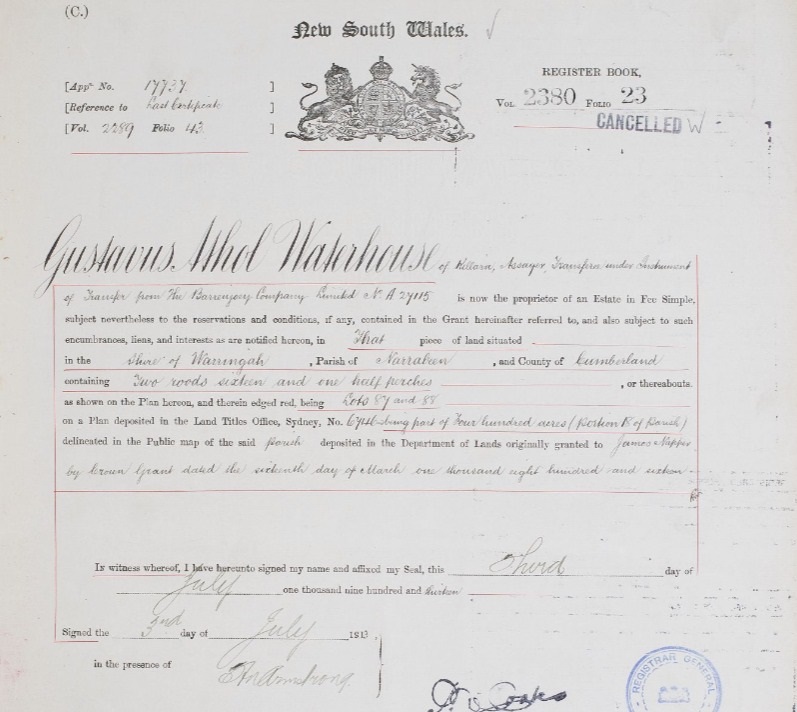 (C.)
New South Wales.
[Appn. No. 17737 ]
[Reference to Last Certificate ]
[Vol. 2289 Folio 43 ]
REGISTER BOOK,
Vol. 2380 Folio 23
CANCELLED
Gustavus Athol Waterhouse of Killara, Assayer, Transferee under Instrument
of Transfer from The Barrenjoey Company Limited No. A 27115 is now the proprietor of an Estate in Fee Simple,
subject nevertheless to the reservations and conditions, if any, contained in the Grant hereinafter referred to, and also subject to such
encumbrances, liens, and interests as are notified hereon, in That piece of land situated
in the Shire of Warringah , Parish of Narrabeen , and County of Cumberland
containing Two roods sixteen and one half perches , or thereabouts
as shown on the Plan hereon, and therein edged red, being Lots 87 and 88
on a Plan deposited in the Land Titles Office, Sydney, No. 6746 being part of Four hundred acres (Portion 18 of Parish)
delineated in the Public map of the said Parish deposited in the Department of Lands originally granted to James Napper
by Crown Grant dated the sixteenth day of March one thousand eight hundred and sixteen
In witness whereof, I have hereunto signed my name and affixed my Seal, this Third day of
July one thousand nine hundred and thirteen
Signed the 3rd day of July 1913
in the presence of Armstrong
REGISTRAR GENERAL